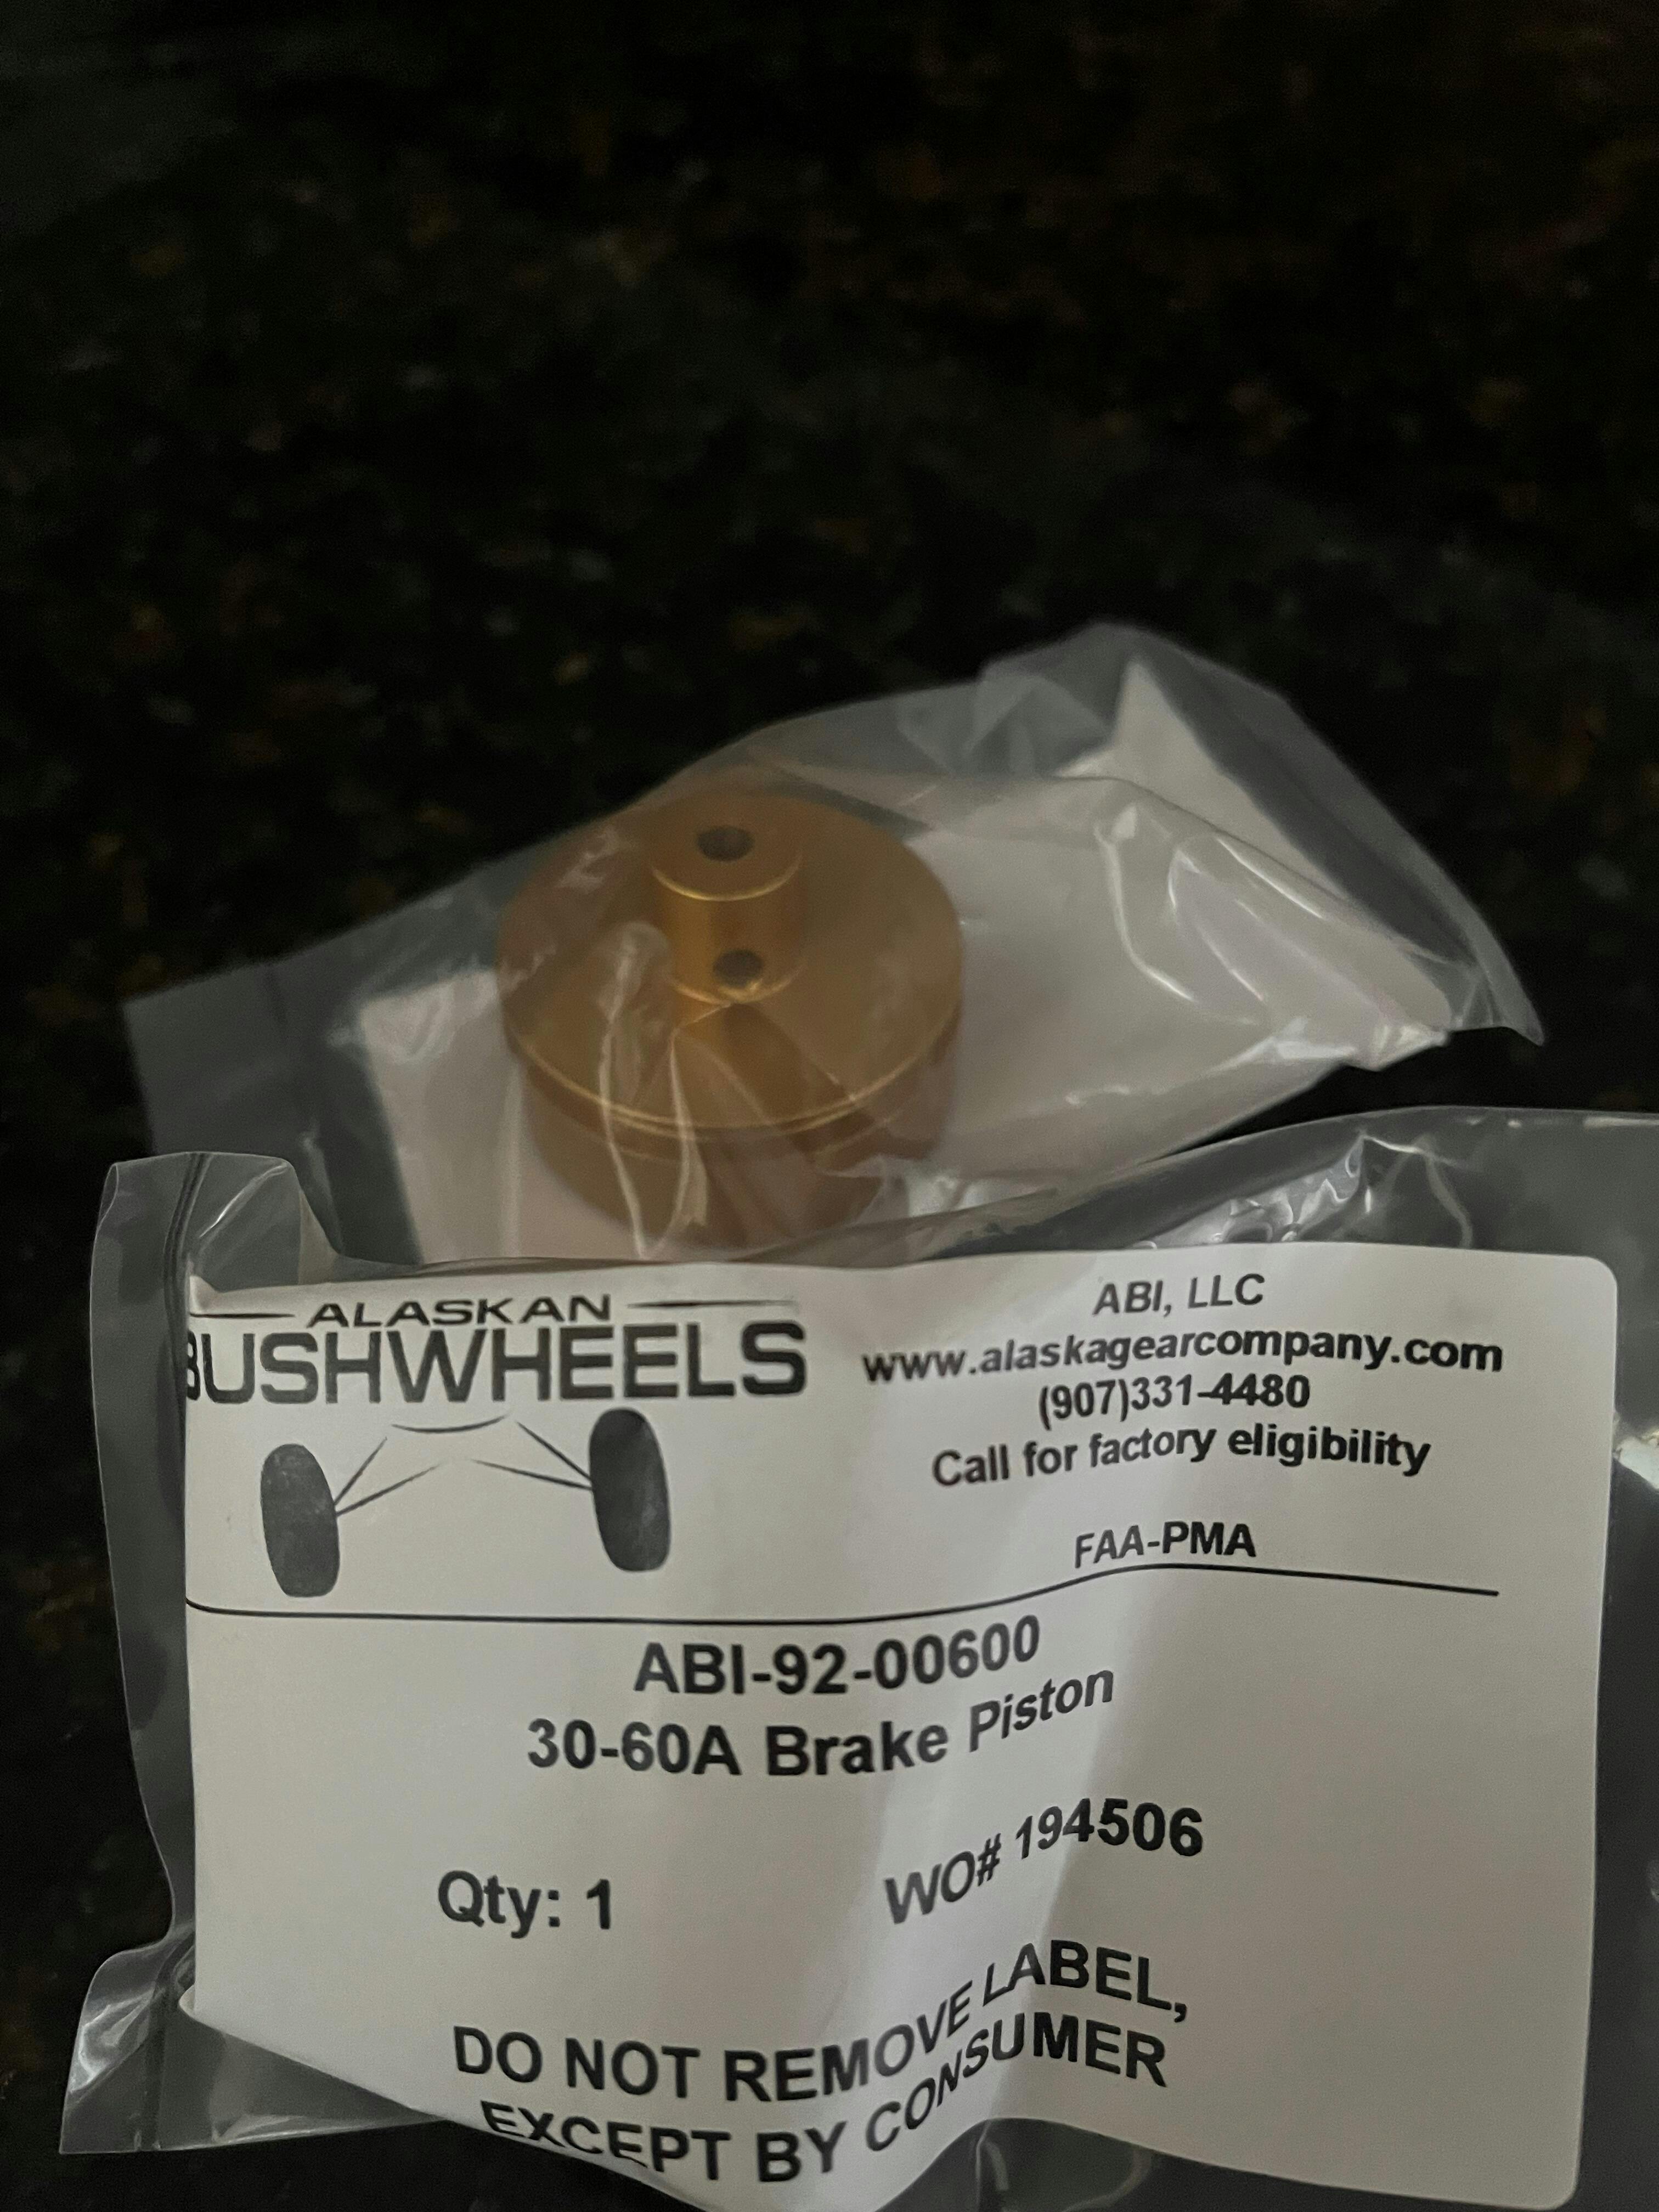 ALASKAN
BUSHWHEELS
ABI, LLC
www.alaskagearcompany.com
(907)331-4480
Call for factory eligibility
FAA-PMA
ABI-92-00600
30-60A Brake Piston
Qty: 1
WO# 194506
DO NOT REMOVE LABEL,
EXCEPT BY CONSUMER